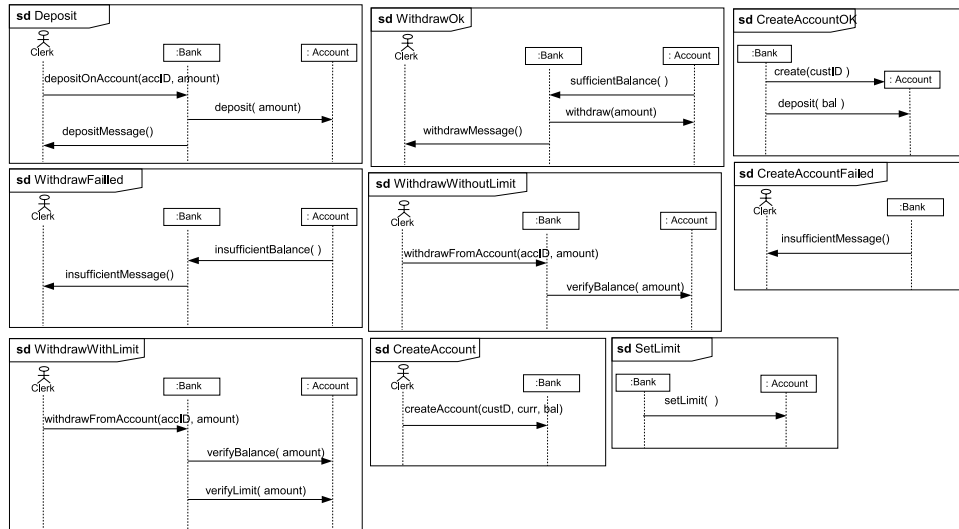 sd Deposit
Clerk
:Bank
: Account
depositOnAccount(accID, amount)
deposit( amount)
depositMessage()
sd WithdrawOk
Clerk
:Bank
: Account
sufficientBalance( )
withdraw(amount)
withdrawMessage()
sd CreateAccountOK
:Bank
create(custID )
: Account
deposit( bal )
sd WithdrawFailled
Clerk
:Bank
: Account
insufficientBalance( )
insufficientMessage()
sd WithdrawWithoutLimit
Clerk
:Bank
: Account
withdrawFromAccount(accID, amount)
verifyBalance( amount)
sd CreateAccountFailed
Clerk
:Bank
insufficientMessage()
sd WithdrawWithLimit
Clerk
:Bank
: Account
withdrawFromAccount(accID, amount)
verifyBalance( amount)
verifyLimit( amount)
sd CreateAccount
Clerk
:Bank
createAccount(custD, curr, bal)
sd SetLimit
:Bank
: Account
setLimit( )